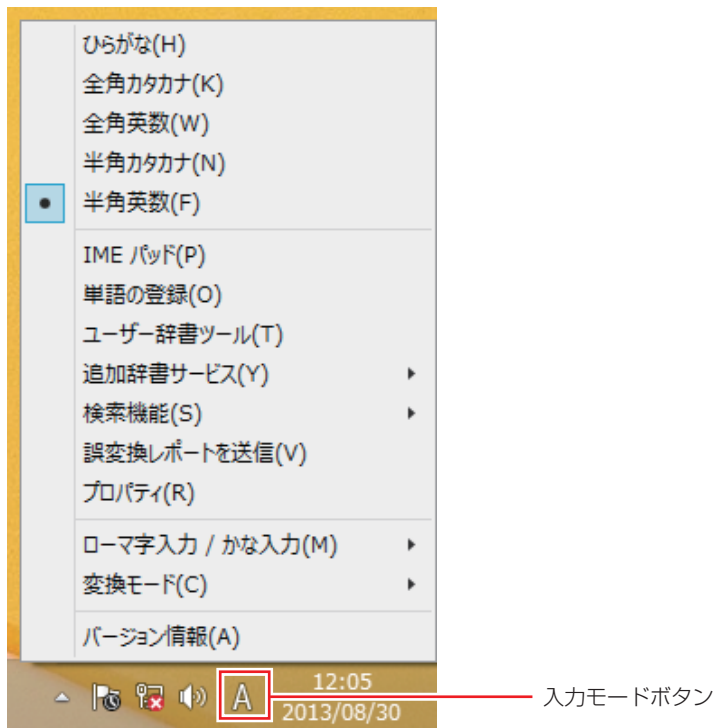 ひらがな(H)
全角カタカナ(K)
全角英数(W)
半角カタカナ(N)
半角英数(F)
IME パッド(P)
単語の登録(O)
ユーザー辞書ツール(T)
追加辞書サービス(Y)
検索機能(S)
誤変換レポートを送信(V)
プロパティ(R)
ローマ字入力 / かな入力(M)
変換モード(C)
バージョン情報(A)
A
12:05
2013/08/30
入力モードボタン